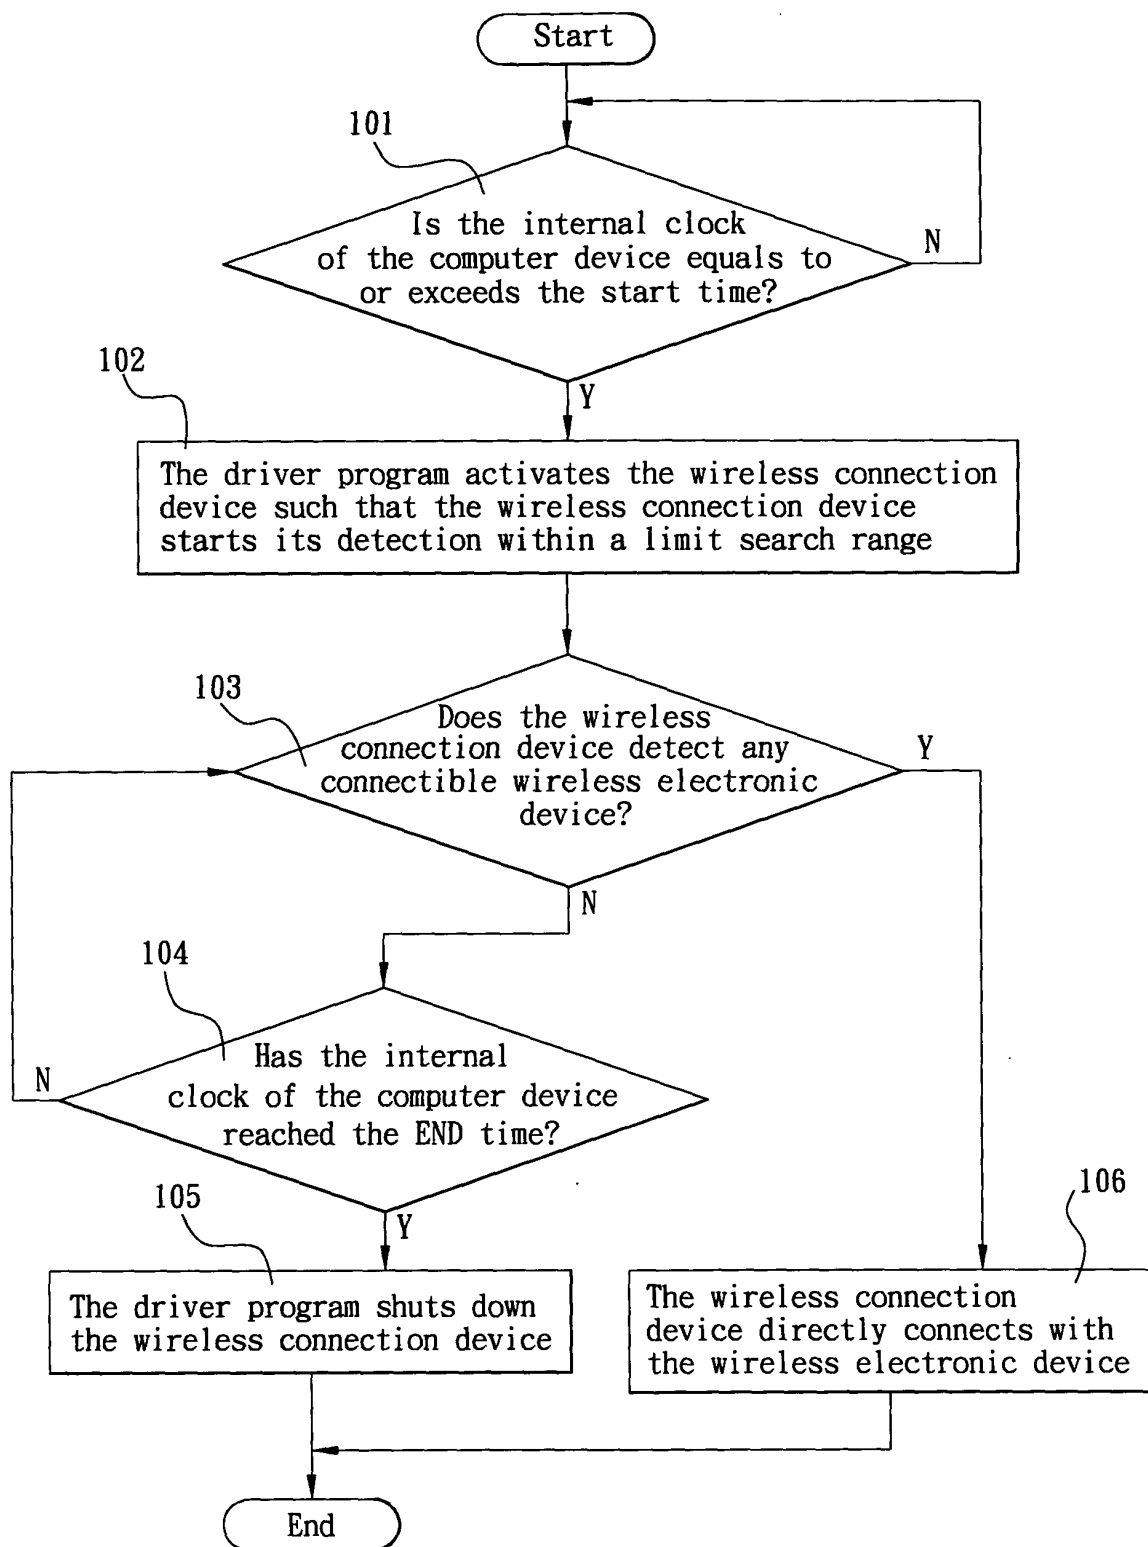 Start
101
Is the internal clock
of the computer device equals to
or exceeds the start time?
N
Y
102
The driver program activates the wireless connection
device such that the wireless connection device
starts its detection within a limit search range
103
Does the wireless
connection device detect any
connectible wireless electronic
device?
Y
N
104
Has the internal
clock of the computer device
reached the END time?
N
Y
105
The driver program shuts down
the wireless connection device
106
The wireless connection
device directly connects with
the wireless electronic device
End